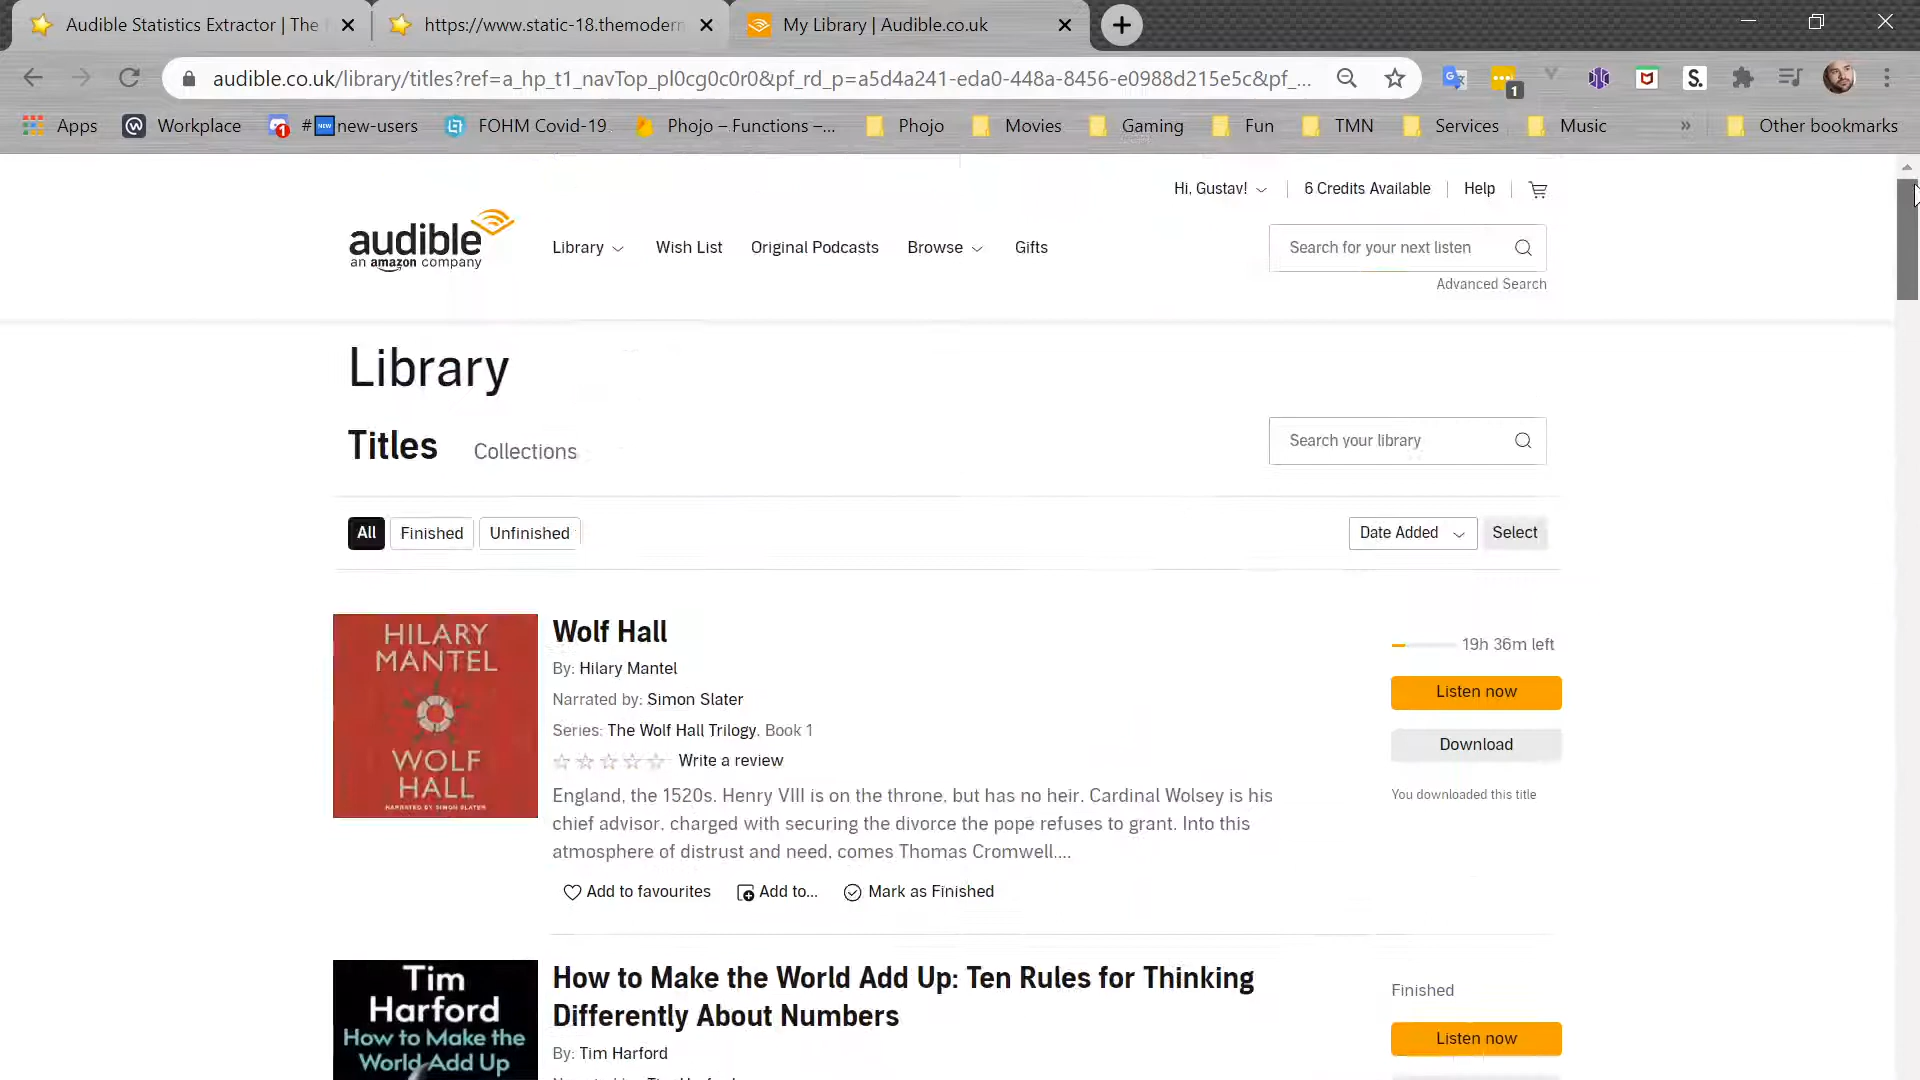 Audible Statistics Extractor | The
https://www.static-18.themodern
My Library | Audible.co.uk
audible.co.uk/library/titles?ref=a_hp_t1_navTop_pl0cg0c0r0&pf_rd_p=a5d4a241-eda0-448a-8456-e0988d215e5c&pf_...
1
S.
Apps
Workplace
1
# NEW new-users
FOHM Covid-19
Phojo – Functions –...
Phojo
Movies
Gaming
Fun
TMN
Services
Music
»
Other bookmarks
Hi, Gustav!
6 Credits Available
Help
audible
an amazon company
Library
Wish List
Original Podcasts
Browse
Gifts
Search for your next listen
Advanced Search
Library
Titles
Collections
Search your library
All
Finished
Unfinished
Date Added
Select
HILARY
MANTEL
WOLF
HALL
NARRATED BY SIMON SLATER
Wolf Hall
By: Hilary Mantel
Narrated by: Simon Slater
Series: The Wolf Hall Trilogy, Book 1
Write a review
England, the 1520s. Henry VIII is on the throne, but has no heir. Cardinal Wolsey is his
chief advisor, charged with securing the divorce the pope refuses to grant. Into this
atmosphere of distrust and need, comes Thomas Cromwell....
Add to favourites
Add to...
Mark as Finished
19h 36m left
Listen now
Download
You downloaded this title
Tim
Harford
How to Make the
World Add Up
How to Make the World Add Up: Ten Rules for Thinking
Differently About Numbers
By: Tim Harford
Finished
Listen now